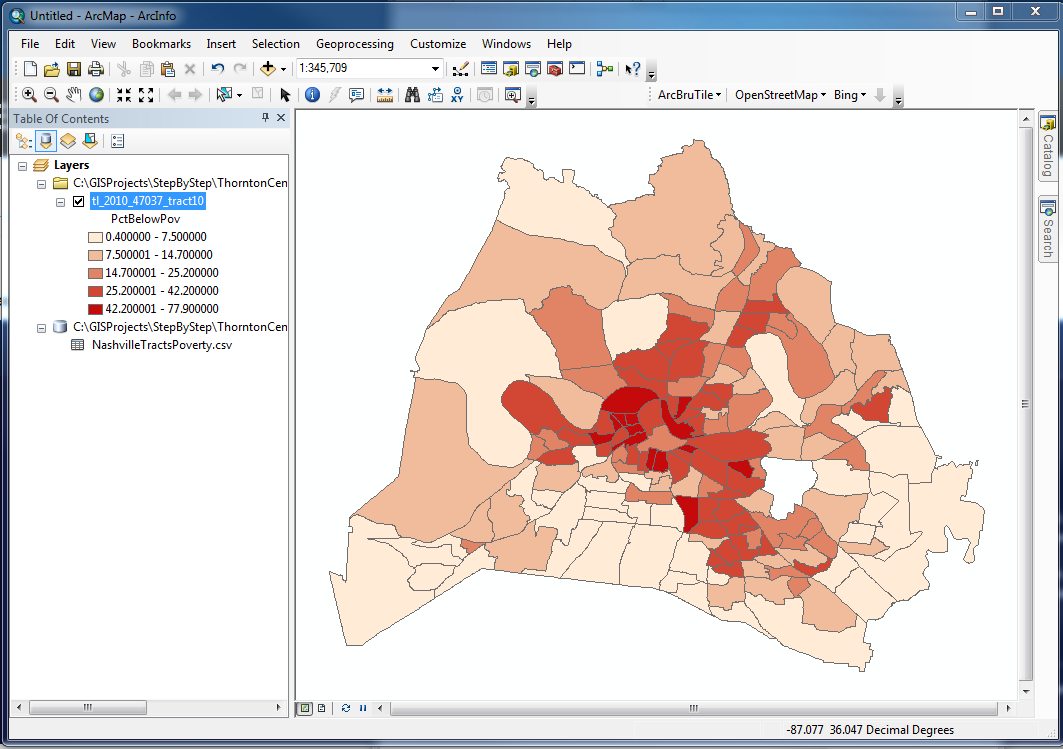 Untitled - ArcMap - ArcInfo
File Edit View Bookmarks Insert Selection Geoprocessing Customize Windows Help
1:345,709
ArcBruTile OpenStreetMap Bing
Table Of Contents
Layers
C:\GISProjects\StepByStep\ThorntonCen
tl_2010_47037_tract10
PctBelowPov
0.400000 - 7.500000
7.500001 - 14.700000
14.700001 - 25.200000
25.200001 - 42.200000
42.200001 - 77.900000
C:\GISProjects\StepByStep\ThorntonCen
NashvilleTractsPoverty.csv
Catalog
Search
-87.077 36.047 Decimal Degrees